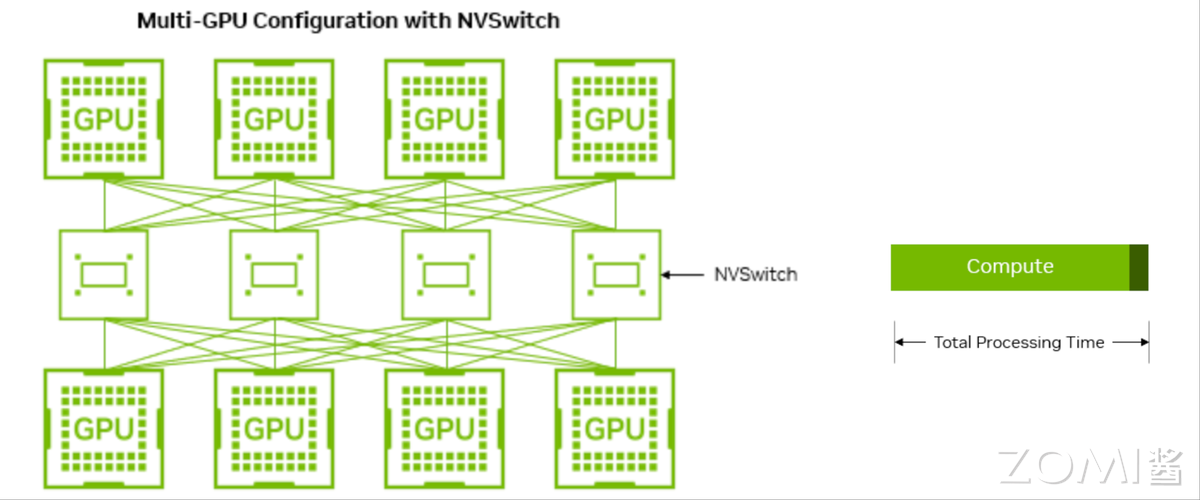 Multi-GPU Configuration with NVSwitch
GPU GPU GPU GPU
NVSwitch
Compute
Total Processing Time
GPU GPU GPU GPU
ZOMI酱